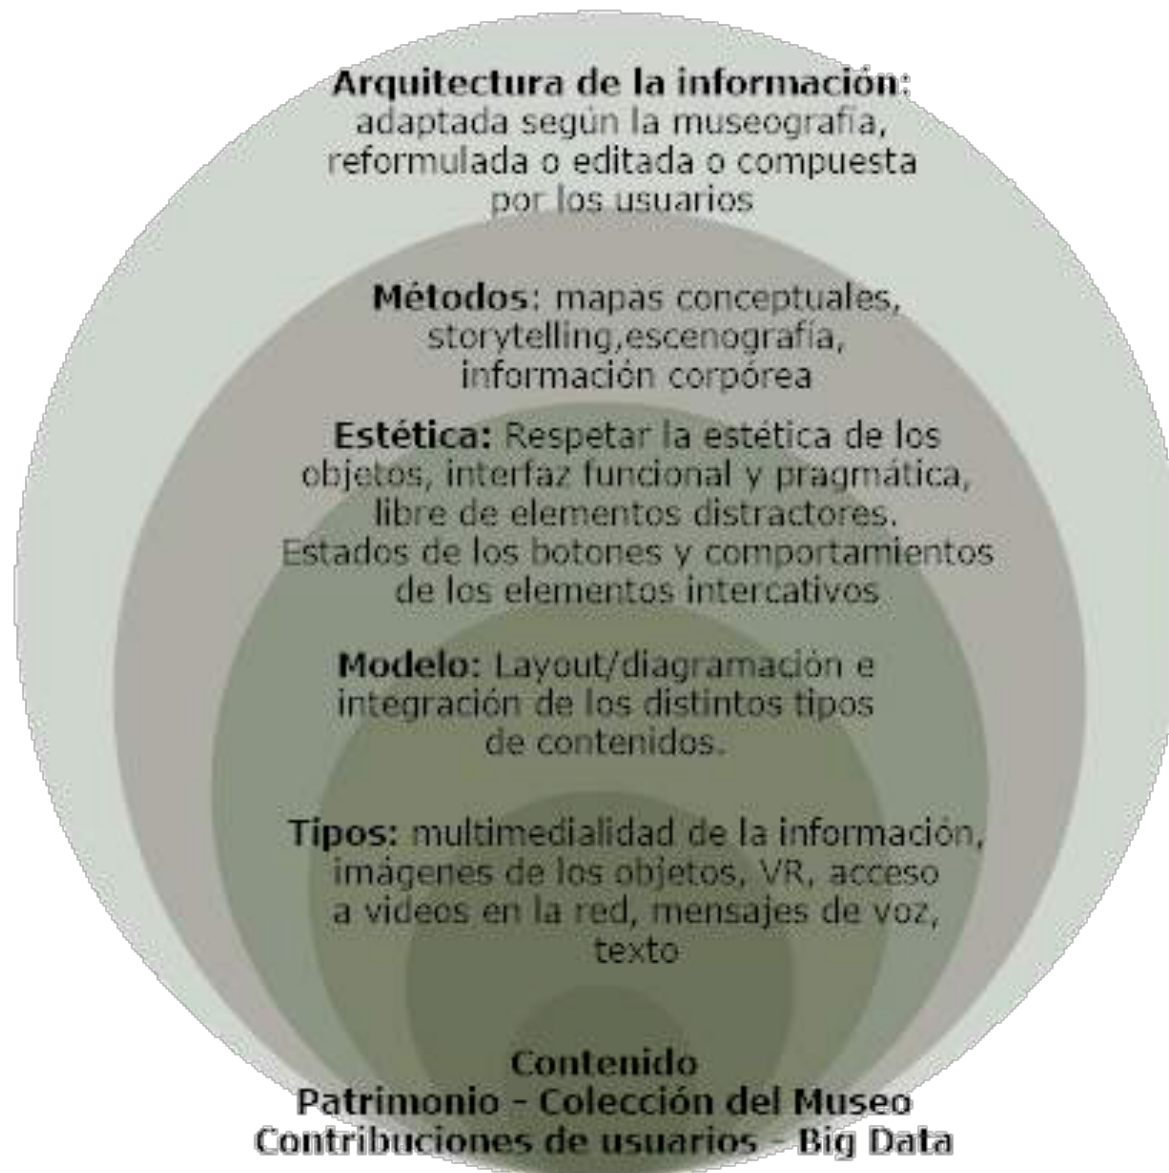 Arquitectura de la información:
adaptada según la museografía,
reformulada o editada o compuesta
por los usuarios
Métodos: mapas conceptuales,
storytelling,escenografía,
información corpórea
Estética: Respetar la estética de los
objetos, interfaz funcional y pragmática,
libre de elementos distractores.
Estados de los botones y comportamientos
de los elementos intercativos
Modelo: Layout/diagramación e
integración de los distintos tipos
de contenidos.
Tipos: multimedialidad de la información,
imágenes de los objetos, VR, acceso
a videos en la red, mensajes de voz,
texto
Contenido
Patrimonio - Colección del Museo
Contribuciones de usuarios - Big Data